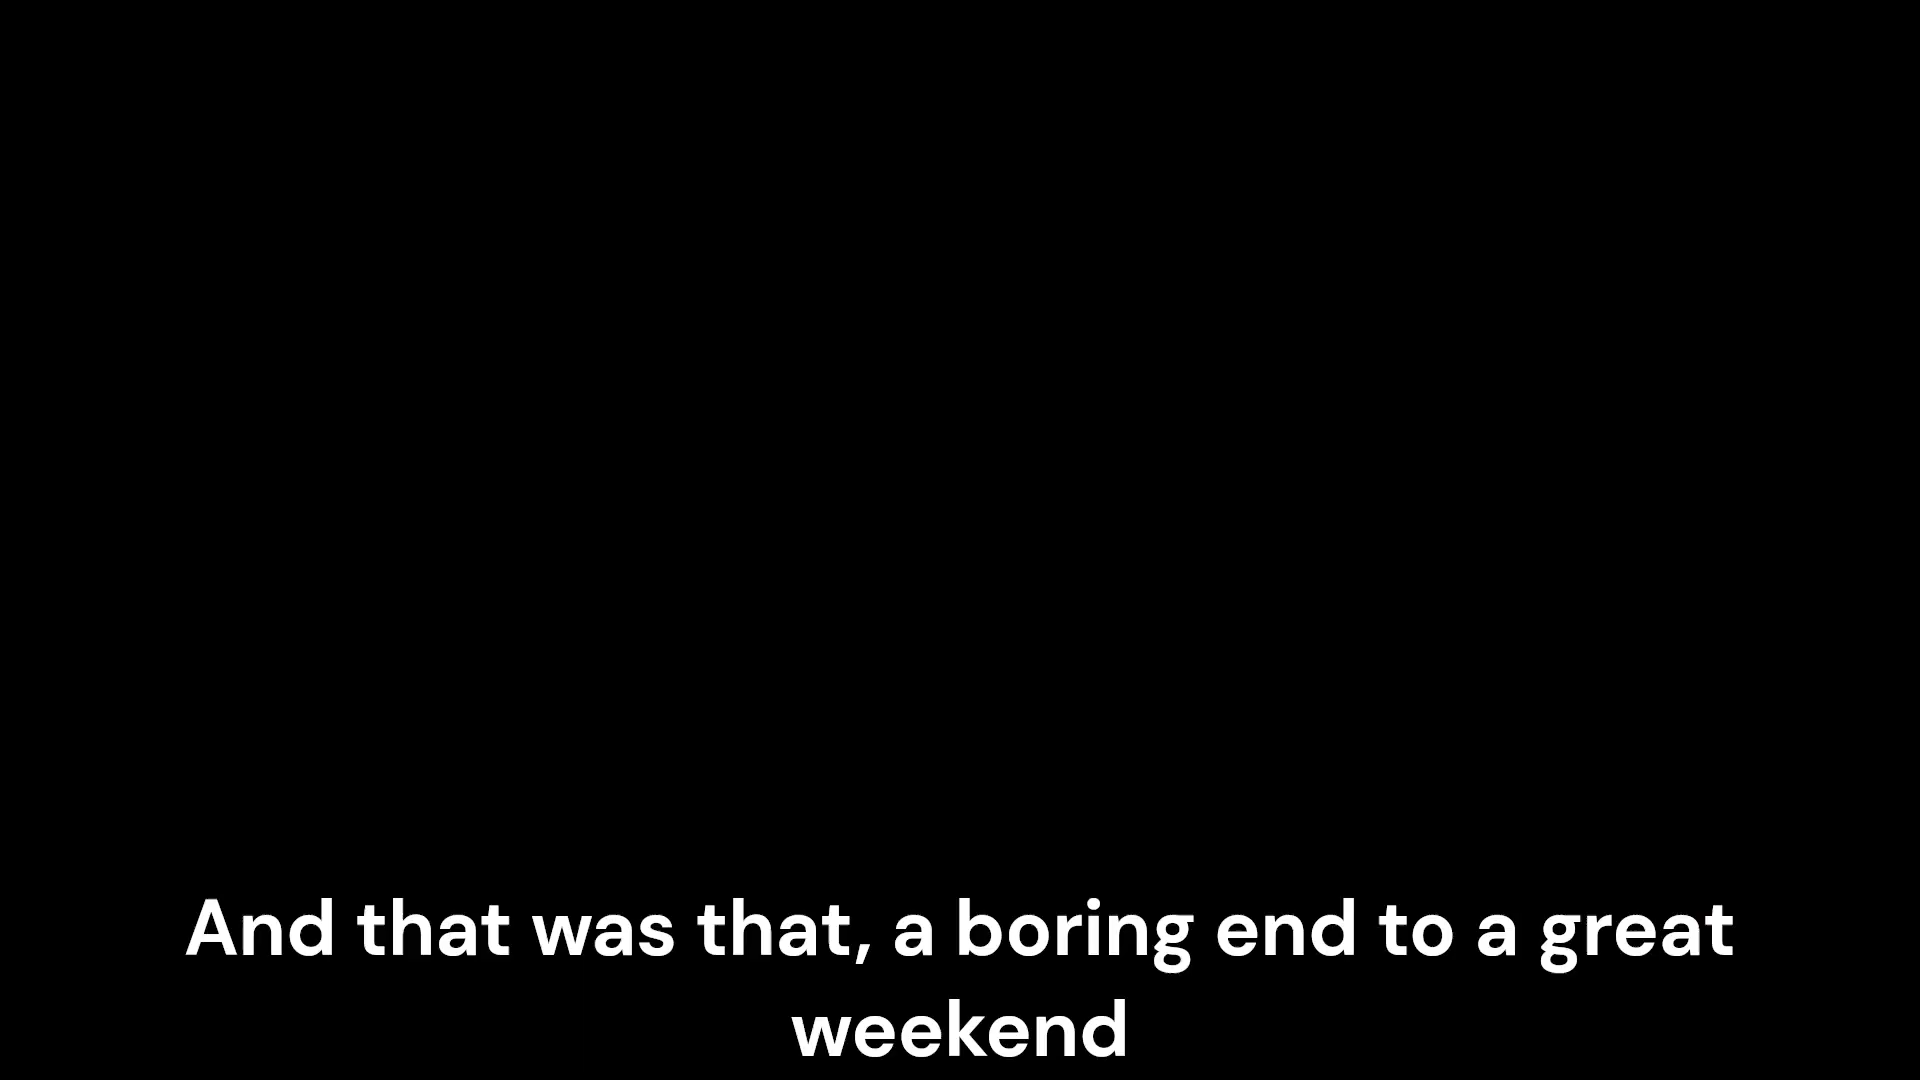 And that was that, a boring end to a great
weekend